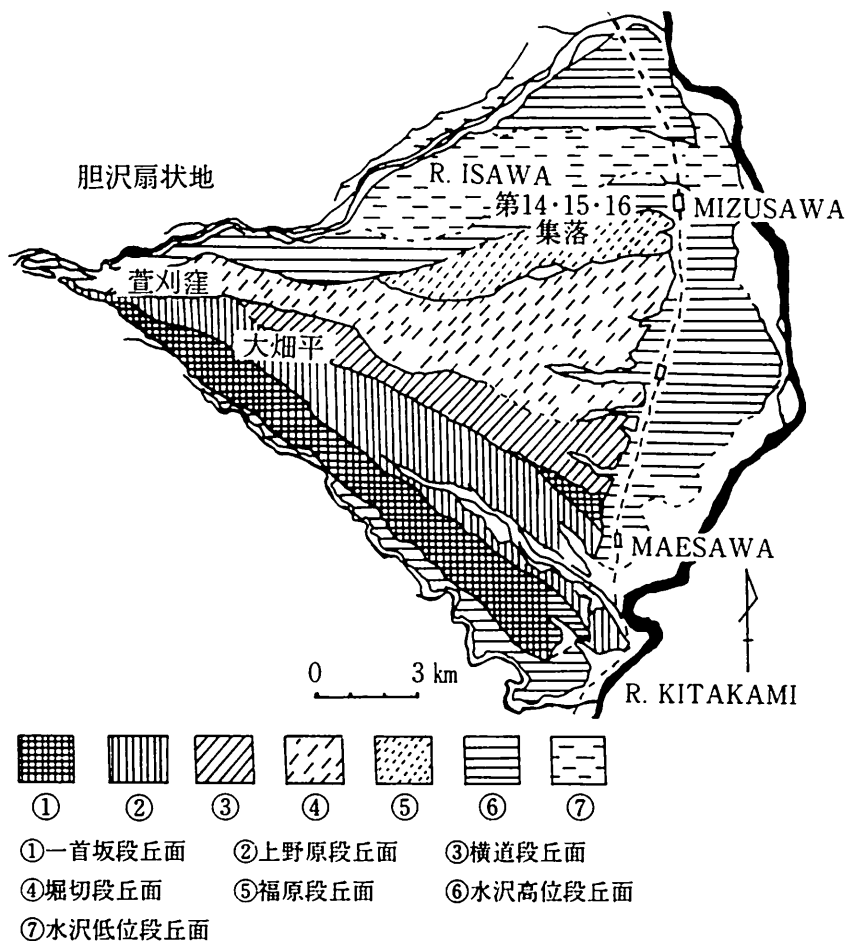 胆沢扇状地
R. ISAWA
第14・15・16
集落
MIZUSAWA
萱刈窪
大畑平
MAESAWA
0 3 km
R. KITAKAMI
① ② ③ ④ ⑤ ⑥ ⑦
①一首坂段丘面 ②上野原段丘面 ③横道段丘面
④堀切段丘面 ⑤福原段丘面 ⑥水沢高位段丘面
⑦水沢低位段丘面